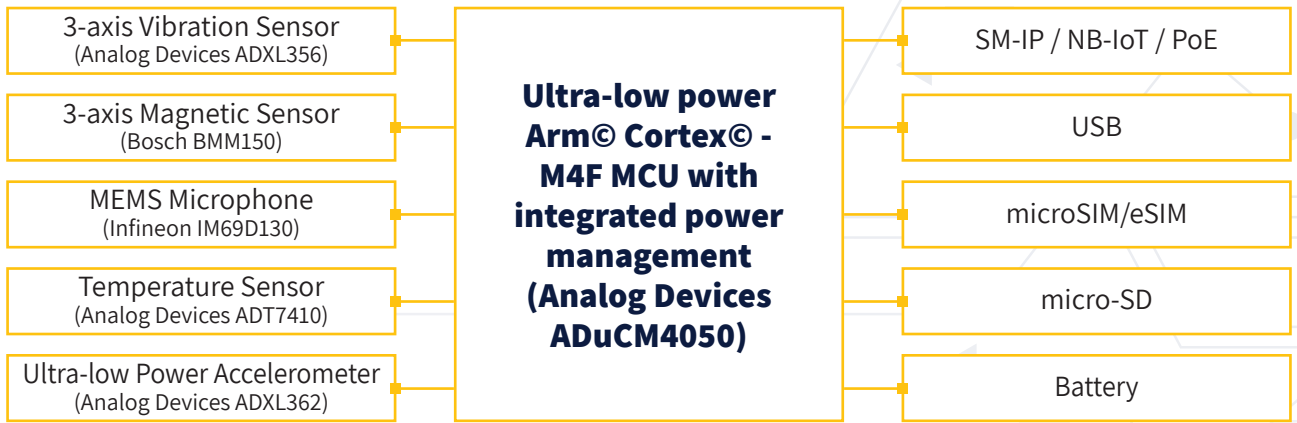 3-axis Vibration Sensor
(Analog Devices ADXL356)
3-axis Magnetic Sensor
(Bosch BMM150)
MEMS Microphone
(Infineon IM69D130)
Temperature Sensor
(Analog Devices ADT7410)
Ultra-low Power Accelerometer
(Analog Devices ADXL362)
Ultra-low power
Arm© Cortex© -
M4F MCU with
integrated power
management
(Analog Devices
ADuCM4050)
SM-IP / NB-IoT / PoE
USB
microSIM/eSIM
micro-SD
Battery